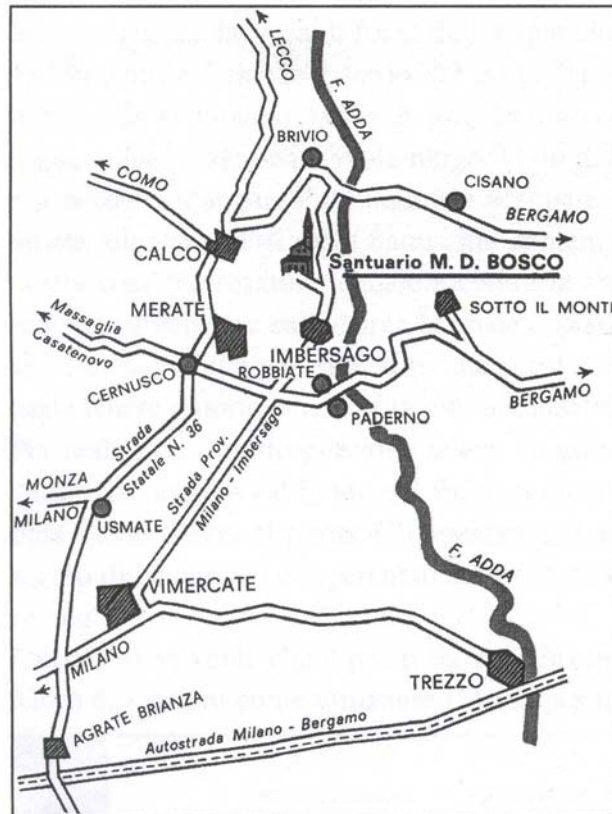 LECCO
F. ADDA
BRIVIO
COMO
CISANO
BERGAMO
CALCO
Santuario M. D. BOSCO
MERATE
SOTTO IL MONTE
Massaglia
Casatenovo
IMBERSAGO
ROBBIATE
CERNUSCO
BERGAMO
PADERNO
Strada
Statale N. 36
Strada Prov.
Milano - Imbersago
MONZA
MILANO
USMATE
F. ADDA
VIMERCATE
MILANO
TREZZO
AGRATE BRIANZA
Autostrada Milano - Bergamo